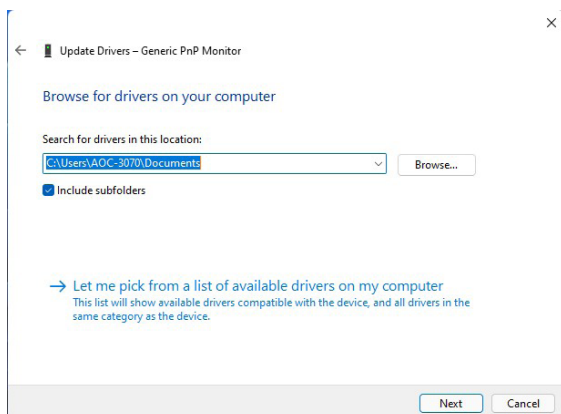 Update Drivers – Generic PnP Monitor
Browse for drivers on your computer
Search for drivers in this location:
C:\Users\AOC-3070\Documents
Browse...
Include subfolders
Let me pick from a list of available drivers on my computer
This list will show available drivers compatible with the device, and all drivers in the
same category as the device.
Next
Cancel